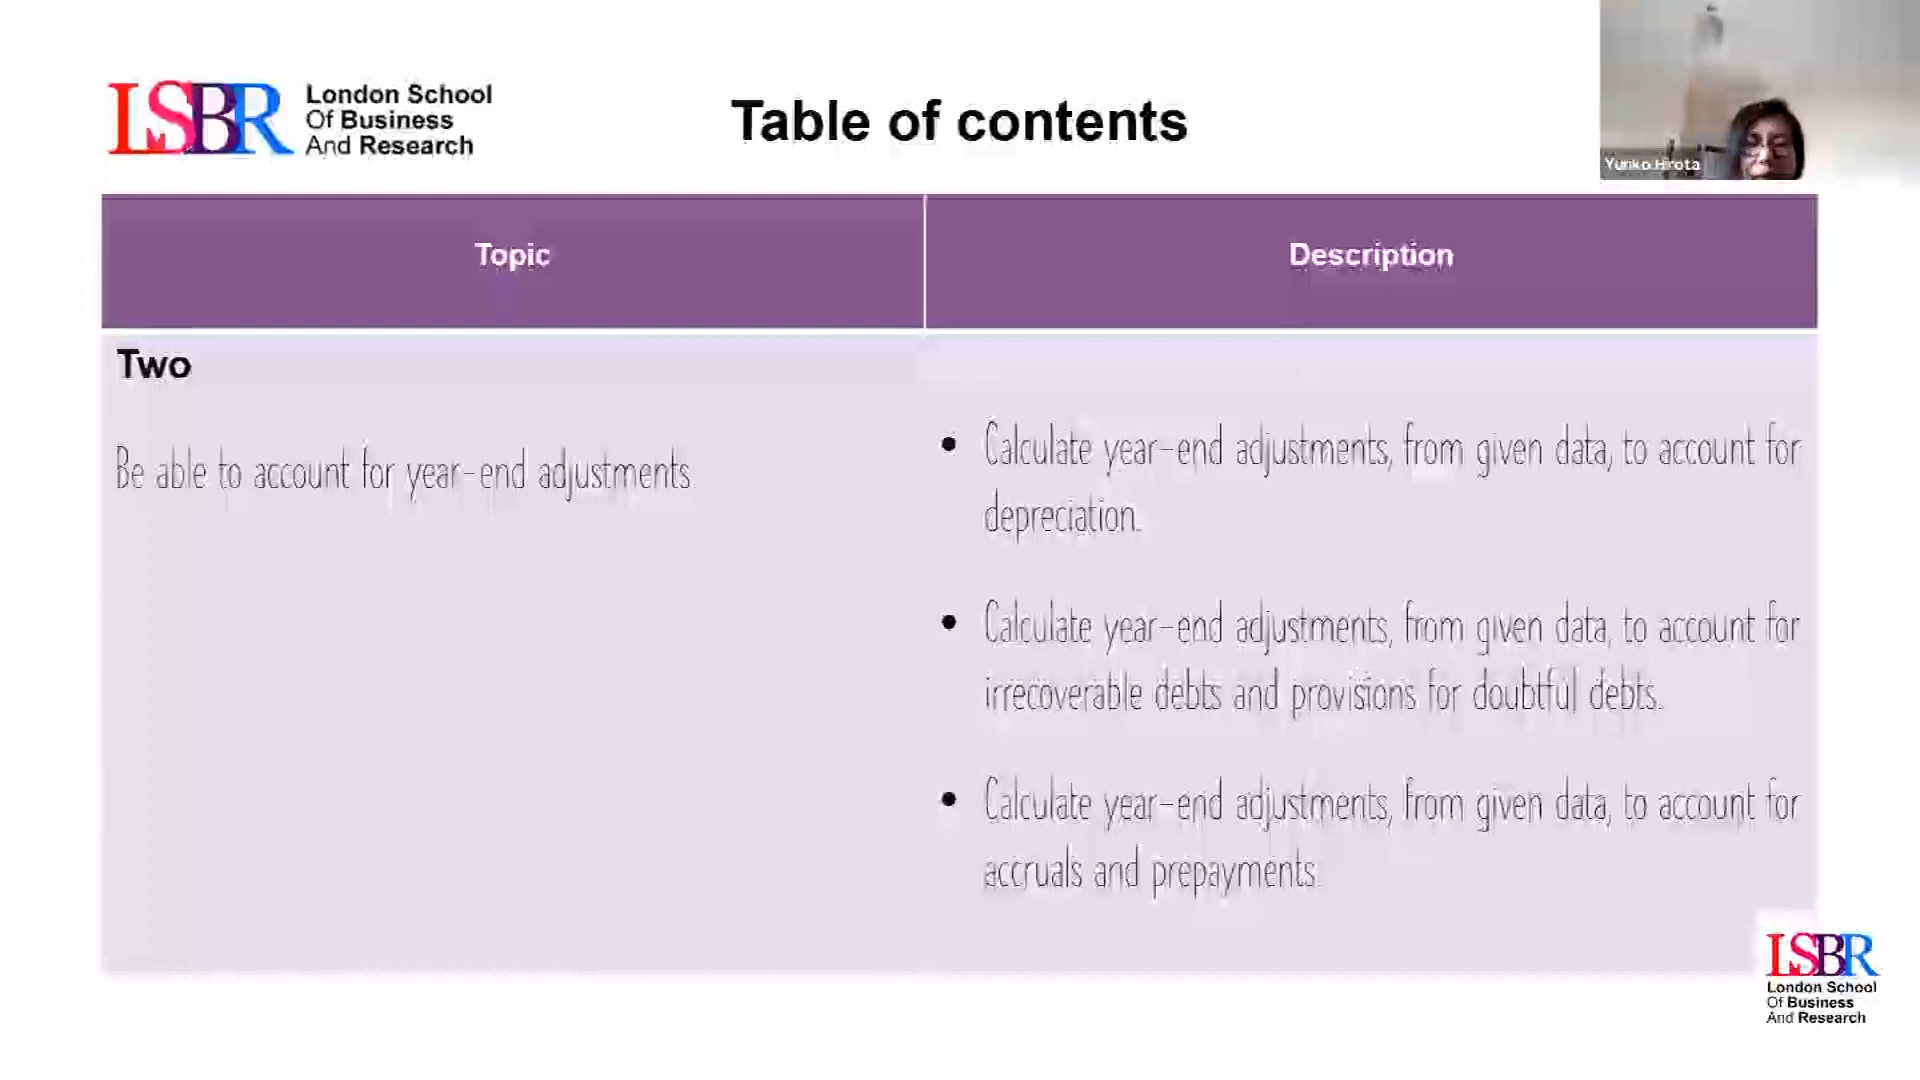 LSBR
London School
Of Business
And Research
Table of contents
Yuriko Hirota
Topic
Description
Two
Be able to account for year-end adjustments.
• Calculate year-end adjustments, from given data, to account for
depreciation.
• Calculate year-end adjustments, from given data, to account for
irrecoverable debts and provisions for doubtful debts.
• Calculate year-end adjustments, from given data, to account for
accruals and prepayments.
LSBR
London School
Of Business
And Research